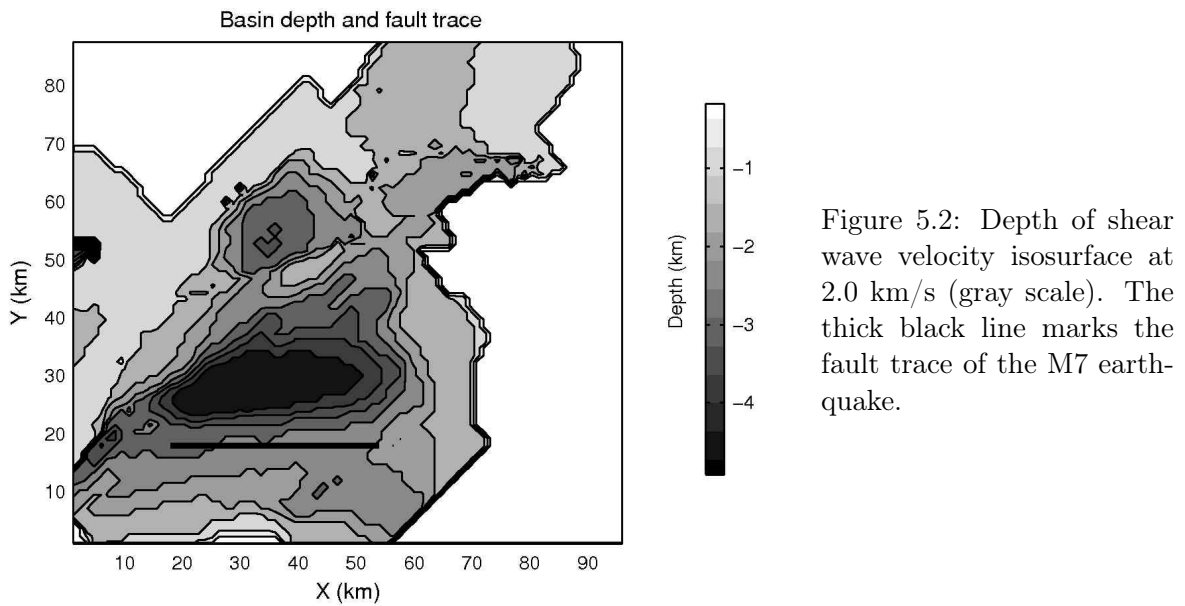 Basin depth and fault trace
80
70
60
50
40
30
20
10
Y (km)
10 20 30 40 50 60 70 80 90
X (km)
−1
−2
−3
−4
Depth (km)
Figure 5.2: Depth of shear
wave velocity isosurface at
2.0 km/s (gray scale). The
thick black line marks the
fault trace of the M7 earth-
quake.